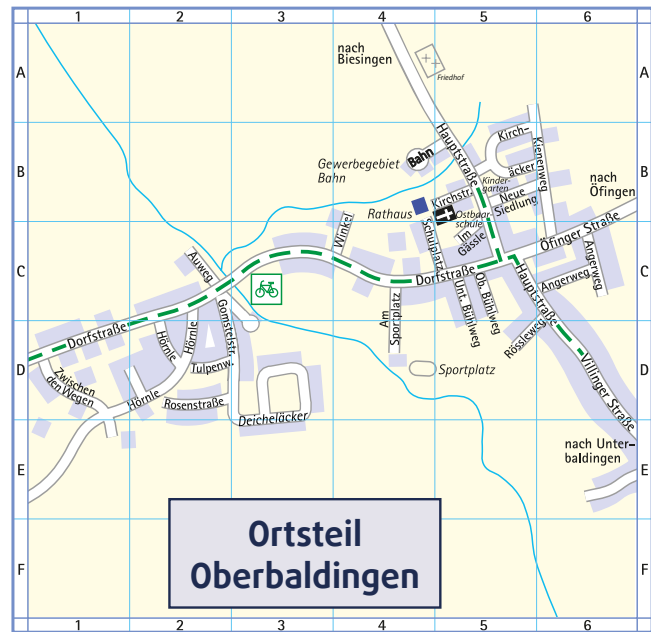 1 2 3 4 5 6
A A
nach
Biesingen
Friedhof
Hauptstraße
Kirch-
äcker
Kienenweg
B B
Gewerbegebiet
Bahn
Bahn
Kinder-
garten
nach
Öfingen
Kirchstr.
Neue
Siedlung
Rathaus
Ostbaar-
schule
Schulplatz
Im
Gässle
Öfinger Straße
Winkel
C C
Auweg
Dorfstraße
Angerweg
Angerweg
Hauptstraße
Unt. Bühlweg
Ob. Bühlweg
Am
Sportplatz
Gomstelstr.
Dorfstraße
Hörnle
Hörnle
Rössleweg
D D
Tulpenw.
Sportplatz
Zwischen
den Wegen
Villinger Straße
Hörnle
Rosenstraße
Deicheläcker
nach Unter-
baldingen
E E
Ortsteil
Oberbaldingen
F F
1 2 3 4 5 6